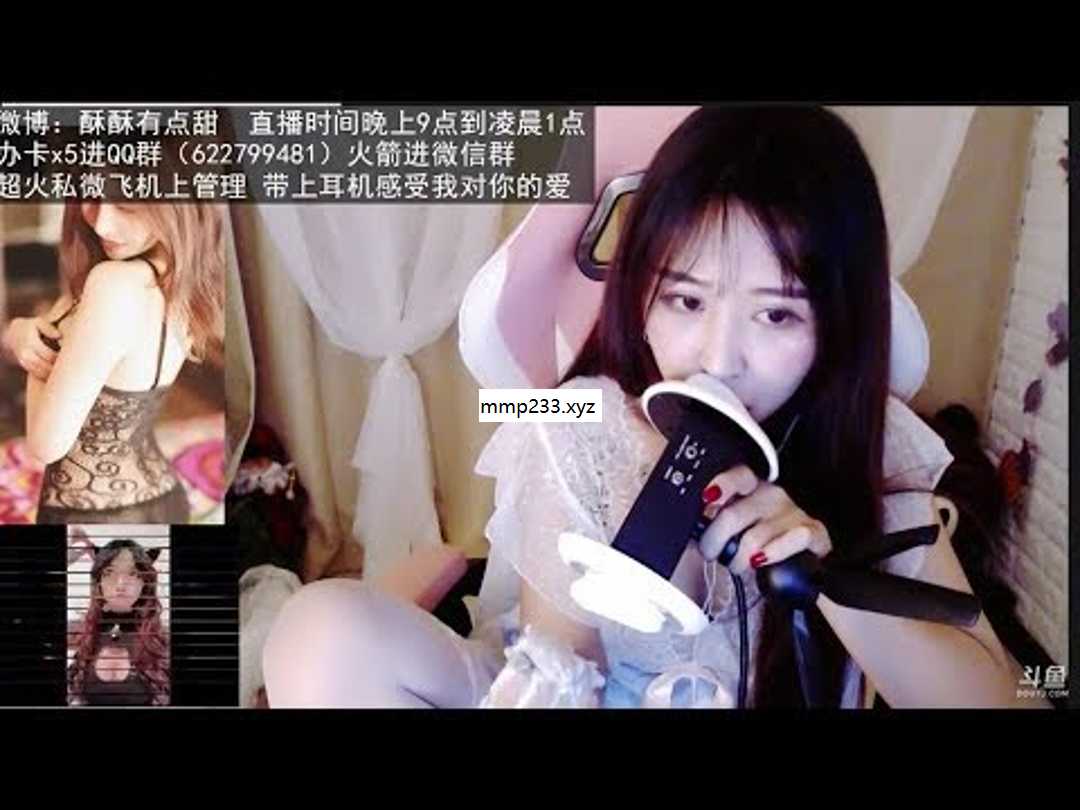 微博：酥酥有点甜 直播时间晚上9点到凌晨1点
办卡x5进QQ群（622799481）火箭进微信群
超火私微飞机上管理 带上耳机感受我对你的爱
mmp233.xyz
斗鱼
DOUYU.COM